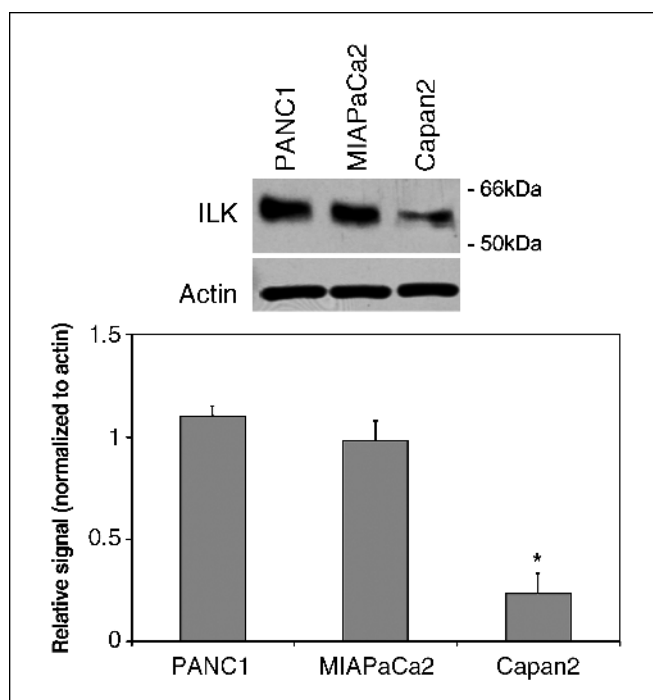 PANC1
MIAPaCa2
Capan2
ILK
- 66kDa
- 50kDa
Actin
Relative signal (normalized to actin)
1.5
1
0.5
0
*
PANC1 MIAPaCa2 Capan2